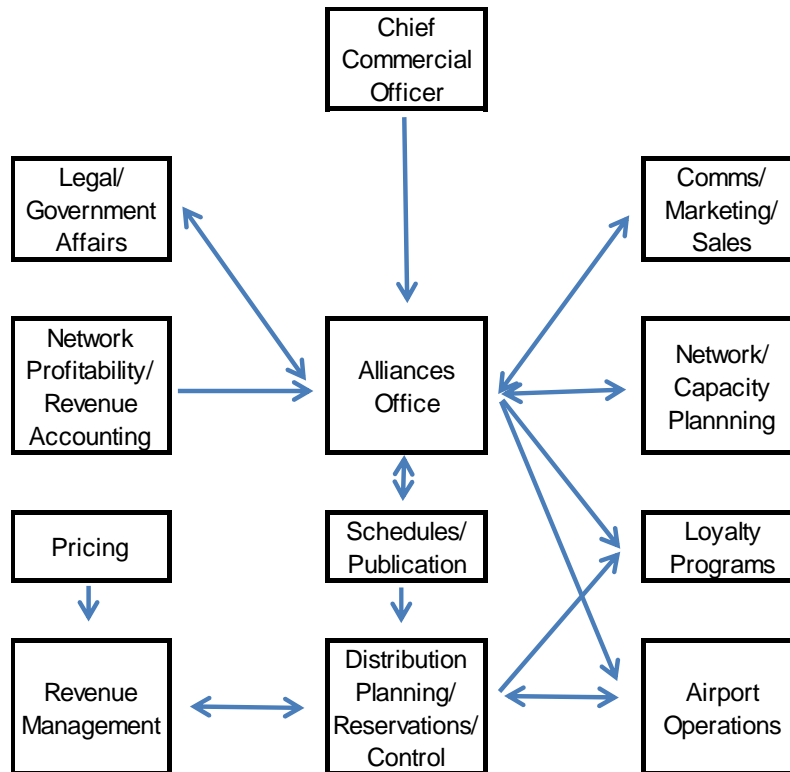 Chief
Commercial
Officer
Legal/
Government
Affairs
Comms/
Marketing/
Sales
Network
Profitability/
Revenue
Accounting
Alliances
Office
Network/
Capacity
Plannning
Pricing
Schedules/
Publication
Loyalty
Programs
Revenue
Management
Distribution
Planning/
Reservations/
Control
Airport
Operations